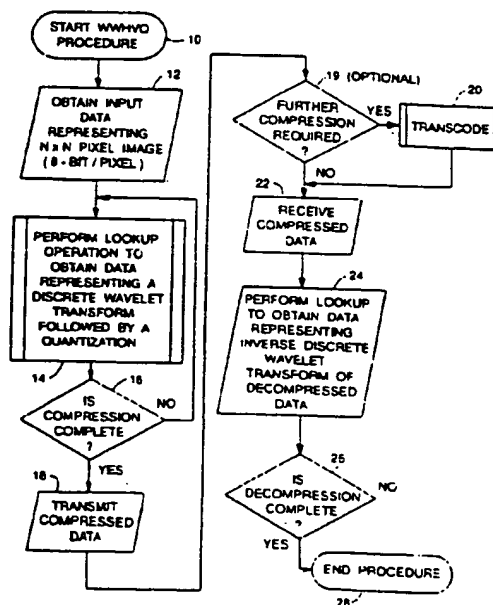 START WWHVQ
PROCEDURE
10
12
OBTAIN INPUT
DATA
REPRESENTING
N x N PIXEL IMAGE
(8 - BIT / PIXEL)
PERFORM LOOKUP
OPERATION TO
OBTAIN DATA
REPRESENTING A
DISCRETE WAVELET
TRANSFORM
FOLLOWED BY A
QUANTIZATION
14
16
IS
COMPRESSION
COMPLETE
?
NO
YES
18
TRANSMIT
COMPRESSED
DATA
19 (OPTIONAL)
FURTHER
COMPRESSION
REQUIRED
?
YES
NO
20
TRANSCODE
22
RECEIVE
COMPRESSED
DATA
24
PERFORM LOOKUP
TO OBTAIN DATA
REPRESENTING
INVERSE DISCRETE
WAVELET
TRANSFORM OF
DECOMPRESSED
DATA
26
IS
DECOMPRESSION
COMPLETE
?
NO
YES
END PROCEDURE
28